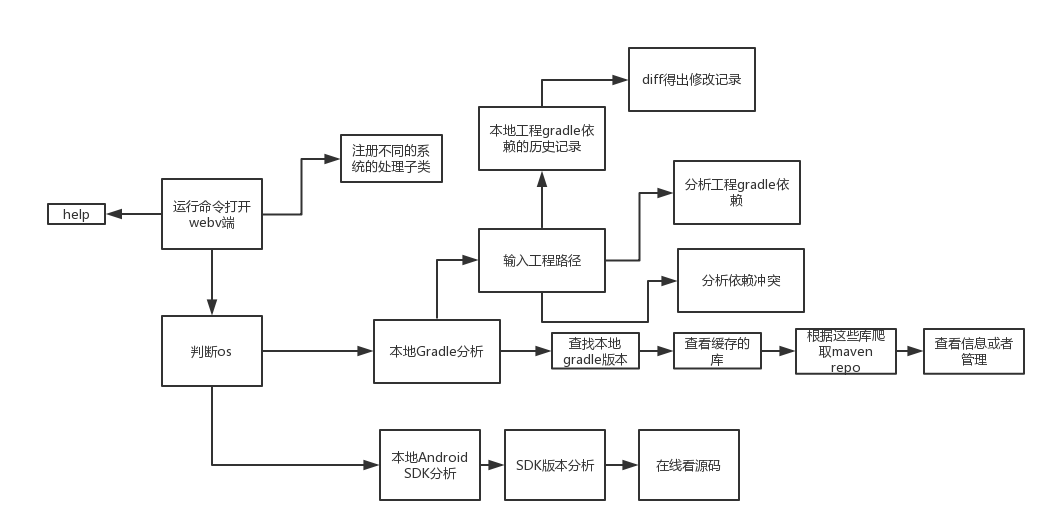 diff得出修改记录
本地工程gradle依
赖的历史记录
注册不同的系
统的处理子类
分析工程gradle依
赖
help
运行命令打开
webv端
输入工程路径
分析依赖冲突
判断os
本地Gradle分析
查找本地
gradle版本
查看缓存的
库
根据这些库爬
取maven
repo
查看信息或者
管理
本地Android
SDK分析
SDK版本分析
在线看源码